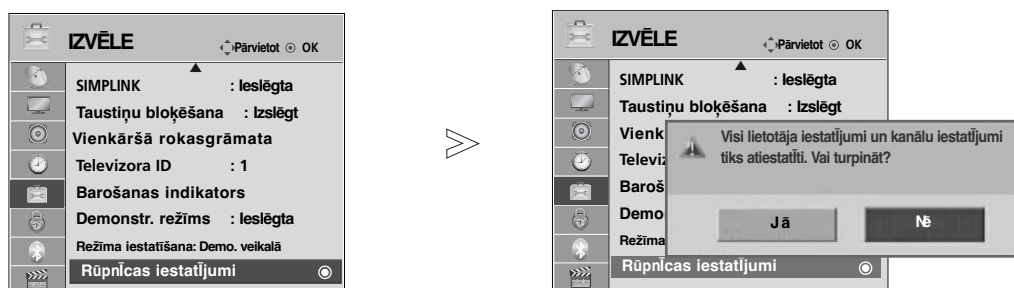 IZVĒLE
Pārvietot OK
SIMPLINK : Ieslēgta
Taustiņu bloķēšana : Izslēgt
Vienkāršā rokasgrāmata
Televizora ID : 1
Barošanas indikators
Demonstr. režīms : Ieslēgta
Režīma iestatīšana: Demo. veikalā
Rūpnīcas iestatījumi
IZVĒLE
Pārvietot OK
SIMPLINK : Ieslēgta
Taustiņu bloķēšana : Izslēgt
Vienk
Televiz
Baroš
Demo
Režīma
Rūpnīcas iestatījumi
Visi lietotāja iestatījumi un kanālu iestatījumi
tiks atiestatīti. Vai turpināt?
Jā Nē